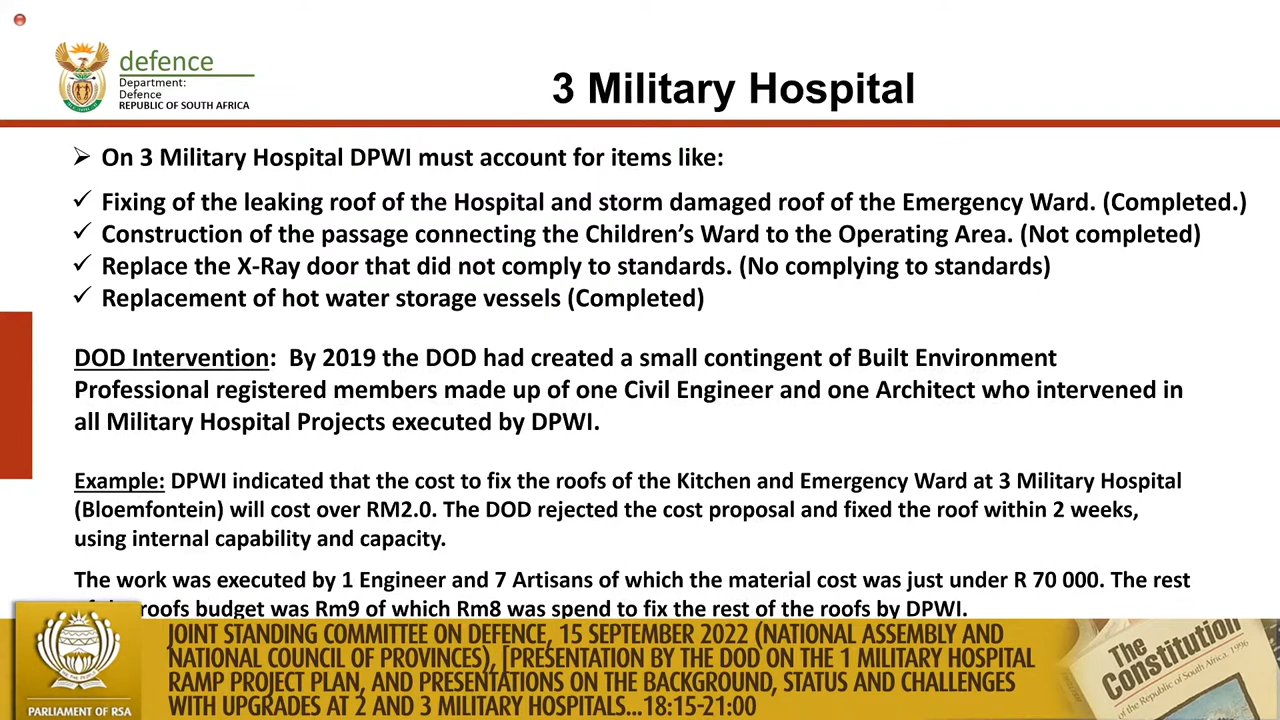 defence
Department:
Defence
REPUBLIC OF SOUTH AFRICA
3 Military Hospital
On 3 Military Hospital DPWI must account for items like:
Fixing of the leaking roof of the Hospital and storm damaged roof of the Emergency Ward. (Completed.)
Construction of the passage connecting the Children's Ward to the Operating Area. (Not completed)
Replace the X-Ray door that did not comply to standards. (No complying to standards)
Replacement of hot water storage vessels (Completed)
DOD Intervention: By 2019 the DOD had created a small contingent of Built Environment
Professional registered members made up of one Civil Engineer and one Architect who intervened in
all Military Hospital Projects executed by DPWI.
Example: DPWI indicated that the cost to fix the roofs of the Kitchen and Emergency Ward at 3 Military Hospital
(Bloemfontein) will cost over RM2.0. The DOD rejected the cost proposal and fixed the roof within 2 weeks,
using internal capability and capacity.
The work was executed by 1 Engineer and 7 Artisans of which the material cost was just under R 70 000. The rest
roofs budget was Rm9 of which Rm8 was spend to fix the rest of the roofs by DPWI.
JOINT STANDING COMMITTEE ON DEFENCE, 15 SEPTEMBER 2022 (NATIONAL ASSEMBLY AND
NATIONAL COUNCIL OF PROVINCES), [PRESENTATION BY THE DOD ON THE 1 MILITARY HOSPITAL
RAMP PROJECT PLAN, AND PRESENTATIONS ON THE BACKGROUND, STATUS AND CHALLENGES
WITH UPGRADES AT 2 AND 3 MILITARY HOSPITALS...18:15-21:00
PARLIAMENT OF RSA
The
Constitution
of the Republic of South Africa, 1996